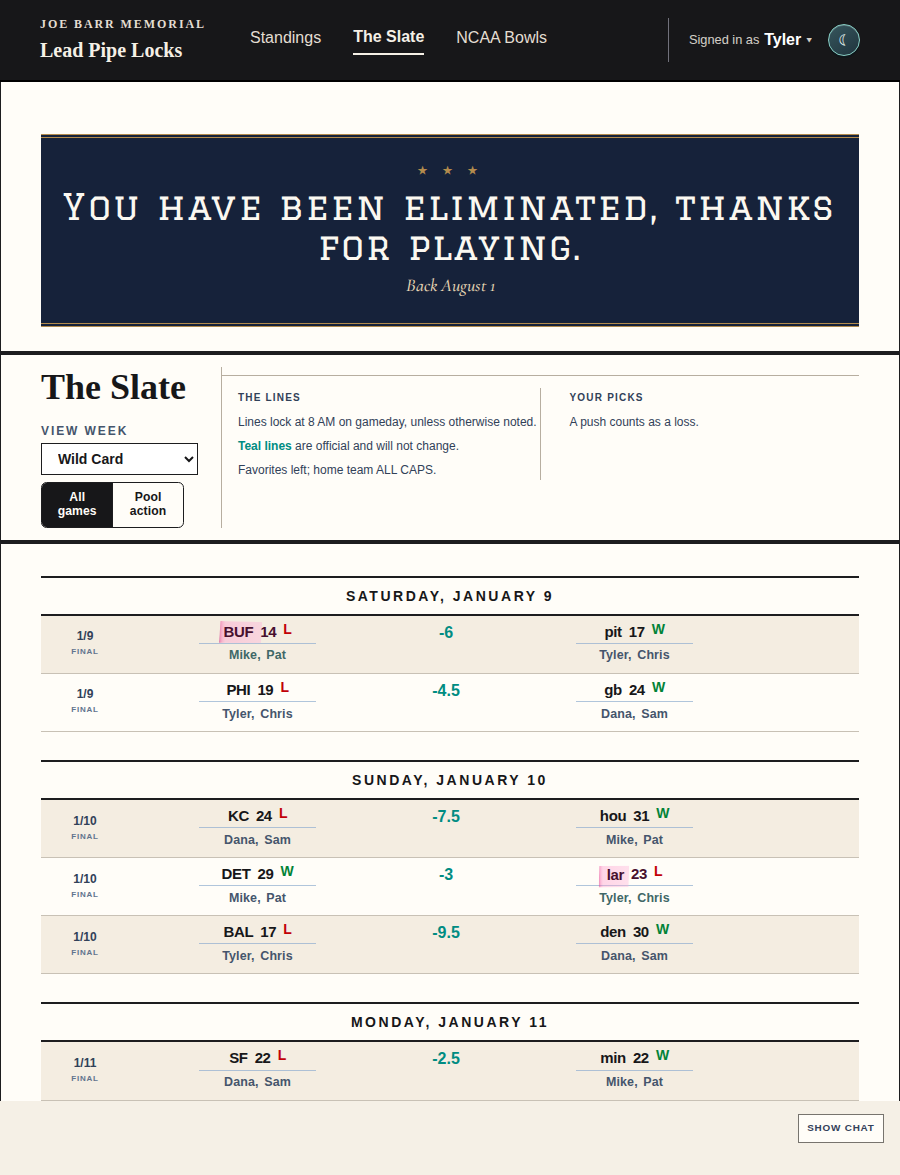 JOE BARR MEMORIAL
Lead Pipe Locks
Standings The Slate NCAA Bowls
Signed in as Tyler ▾
★ ★ ★
YOU HAVE BEEN ELIMINATED, THANKS
FOR PLAYING.
Back August 1
The Slate
VIEW WEEK
Wild Card
All games
Pool action
THE LINES
Lines lock at 8 AM on gameday, unless otherwise noted.
Teal lines are official and will not change.
Favorites left; home team ALL CAPS.
YOUR PICKS
A push counts as a loss.
SATURDAY, JANUARY 9
1/9 BUF 14 L -6 pit 17 W
FINAL Mike, Pat Tyler, Chris
1/9 PHI 19 L -4.5 gb 24 W
FINAL Tyler, Chris Dana, Sam
SUNDAY, JANUARY 10
1/10 KC 24 L -7.5 hou 31 W
FINAL Dana, Sam Mike, Pat
1/10 DET 29 W -3 lar 23 L
FINAL Mike, Pat Tyler, Chris
1/10 BAL 17 L -9.5 den 30 W
FINAL Tyler, Chris Dana, Sam
MONDAY, JANUARY 11
1/11 SF 22 L -2.5 min 22 W
FINAL Dana, Sam Mike, Pat
SHOW CHAT